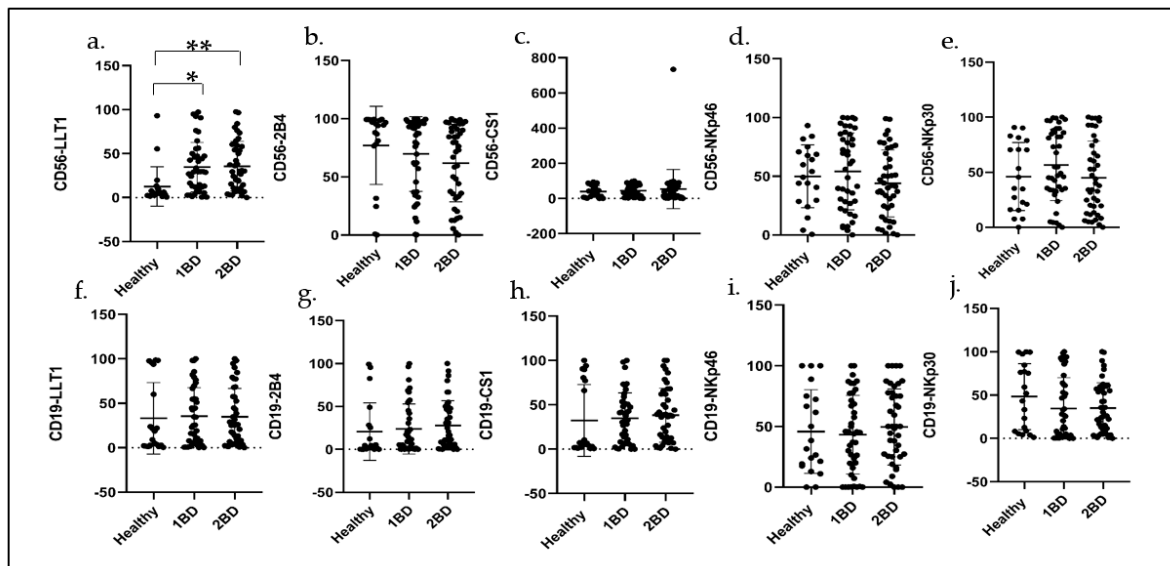 a.
**
*
CD56-LLT1
150
100
50
0
-50
Healthy
1BD
2BD
b.
CD56-2B4
150
100
50
0
Healthy
1BD
2BD
c.
CD56-CS1
800
600
400
200
0
-200
Healthy
1BD
2BD
d.
CD56-NKp46
150
100
50
0
Healthy
1BD
2BD
e.
CD56-NKp30
150
100
50
0
Healthy
1BD
2BD
f.
CD19-LLT1
150
100
50
0
-50
Healthy
1BD
2BD
g.
CD19-2B4
150
100
50
0
-50
Healthy
1BD
2BD
h.
CD19-CS1
150
100
50
0
-50
Healthy
1BD
2BD
i.
CD19-NKp46
150
100
50
0
Healthy
1BD
2BD
j.
CD19-NKp30
150
100
50
0
-50
Healthy
1BD
2BD